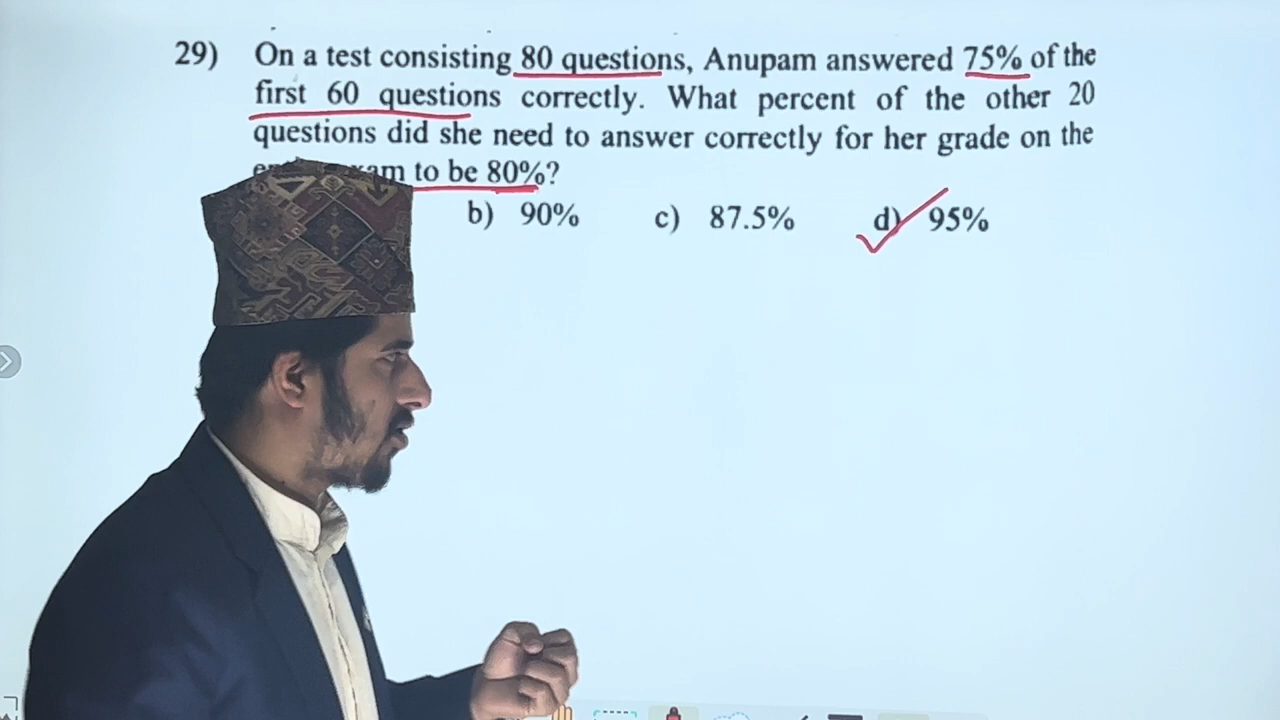 29) On a test consisting 80 questions, Anupam answered 75% of the
first 60 questions correctly. What percent of the other 20
questions did she need to answer correctly for her grade on the
to be 80%?
b) 90% c) 87.5% d) 95%